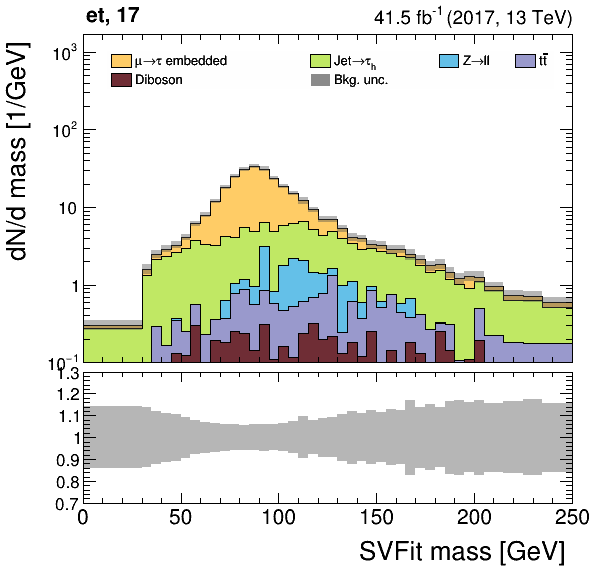 et, 17
41.5 fb⁻¹ (2017, 13 TeV)
dN/d mass [1/GeV]
10³
10²
10
1
10⁻¹
μ→τ embedded
Jet→τₕ
Z→ll
tt̄
Diboson
Bkg. unc.
1.3
1.2
1.1
1
0.9
0.8
0.7
0 50 100 150 200 250
SVFit mass [GeV]